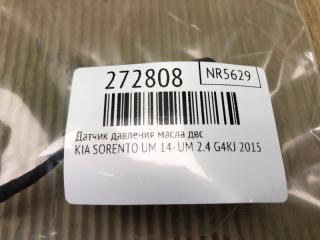 272808
NR5629
Датчик давления масла двс
KIA SORENTO UM 14- UM 2.4 G4KJ 2015